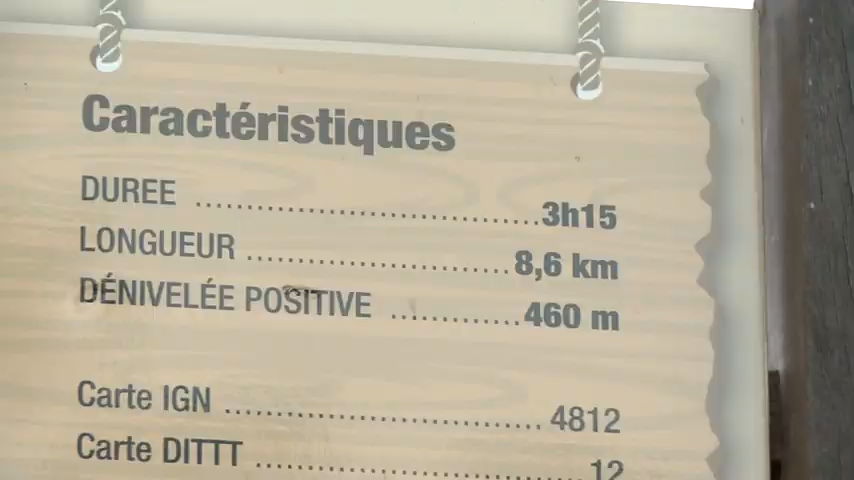 Caractéristiques
DUREE ................................ 3h15
LONGUEUR ........................ 8,6 km
DÉNIVELÉE POSITIVE ............ 460 m
Carte IGN ............................. 4812
Carte DITTT .............................. 12